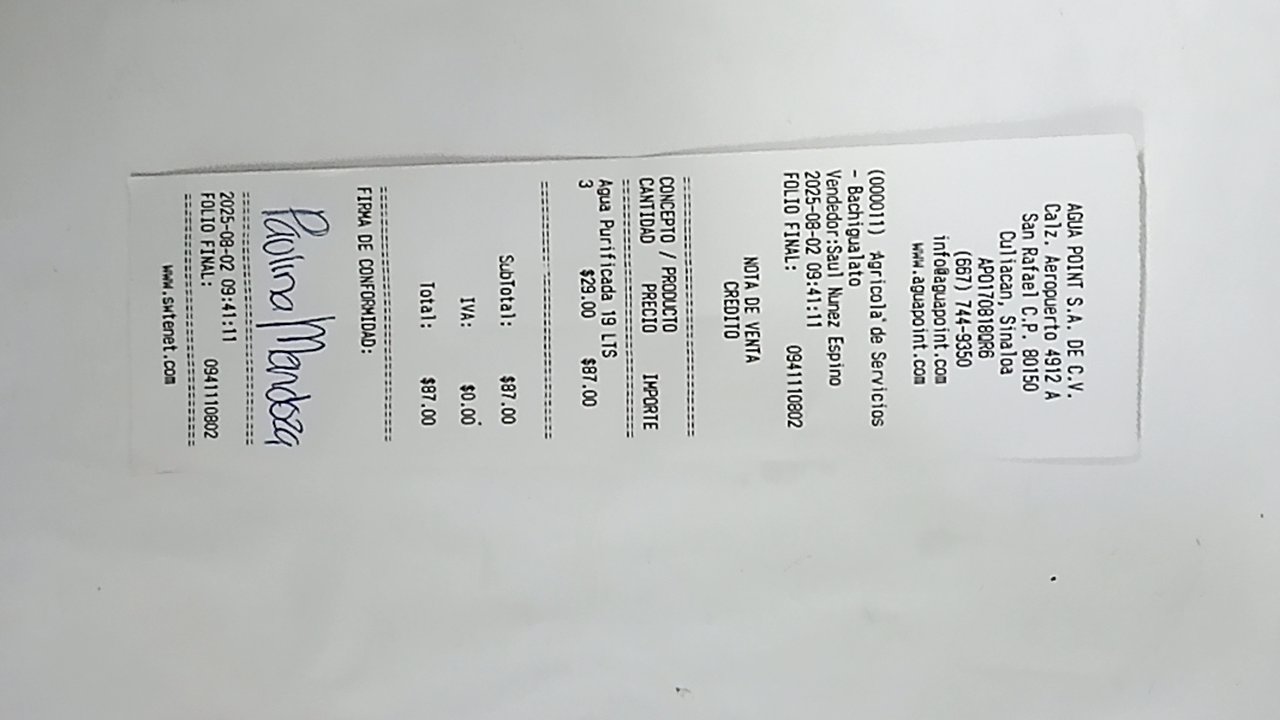 AGUA POINT S.A. DE C.V.
Calz. Aeropuerto 4912 A
San Rafael C.P. 80150
Culiacan, Sinaloa
APO170818QR6
(667) 744-9350
info@aguapoint.com
www.aguapoint.com
(000011) Agricola de Servicios
- Bachigualato
Vendedor:Saul Nunez Espino
2025-08-02 09:41:11
FOLIO FINAL: 0941110802
NOTA DE VENTA
CREDITO
===============================
CONCEPTO / PRODUCTO
CANTIDAD PRECIO IMPORTE
===============================
Agua Purificada 19 LTS
3 $29.00 $87.00
===============================
SubTotal: $87.00
IVA: $0.00
Total: $87.00
===============================
FIRMA DE CONFORMIDAD:
Paulina Mendoza
===============================
2025-08-02 09:41:11
FOLIO FINAL: 0941110802
===============================
www.swtenet.com